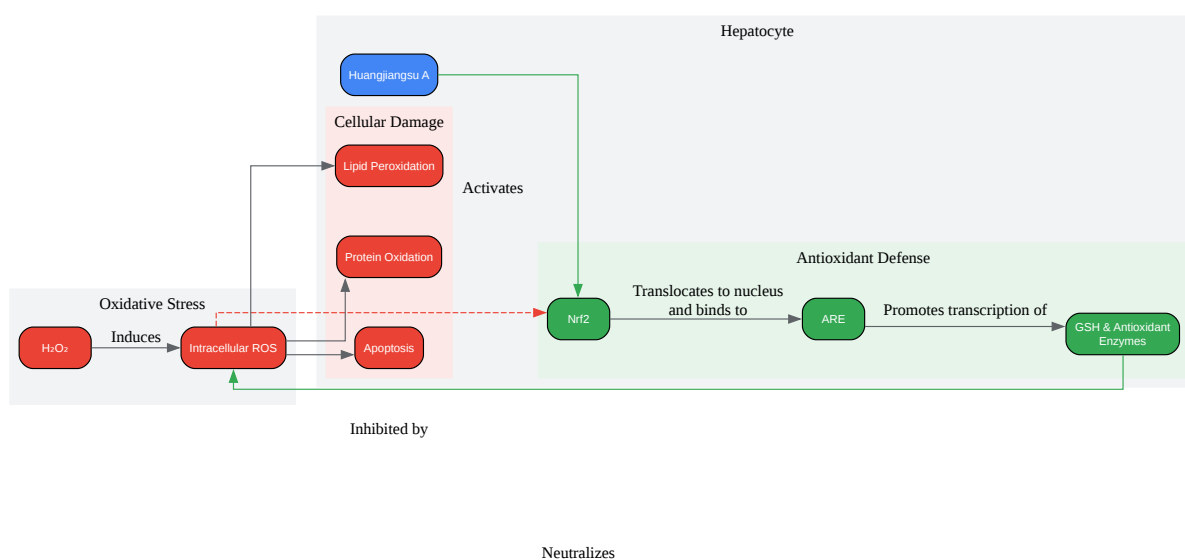 Hepatocyte
Huangjiangsu A
Cellular Damage
Lipid Peroxidation
Activates
Protein Oxidation
Antioxidant Defense
Oxidative Stress
Translocates to nucleus
and binds to
Promotes transcription of
H₂O₂
Induces
Intracellular ROS
Apoptosis
Nrf2
ARE
GSH & Antioxidant
Enzymes
Inhibited by
Neutralizes